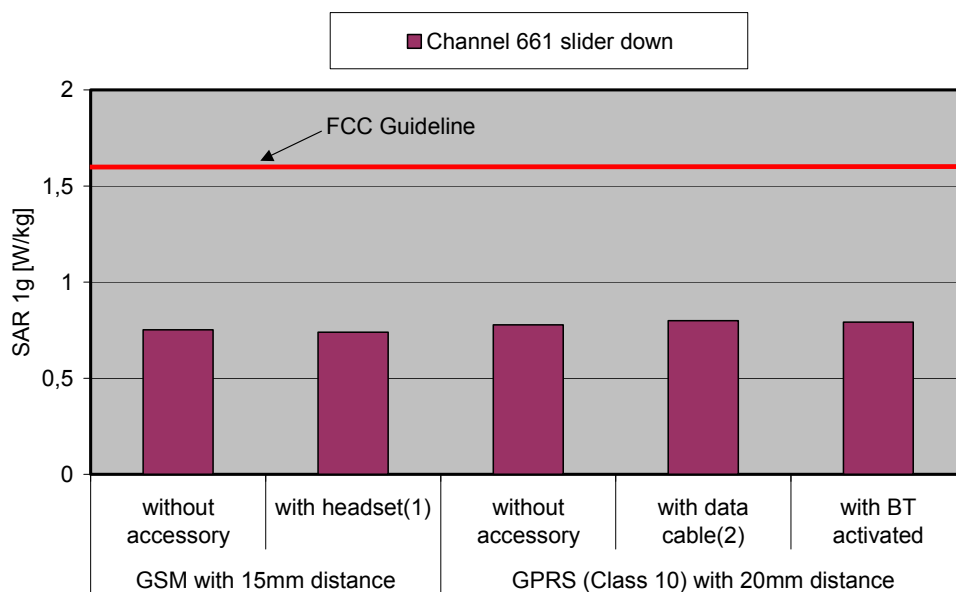 Channel 661 slider down
FCC Guideline
SAR 1g [W/kg]
2
1,5
1
0,5
0
without
accessory
with headset(1)
without
accessory
with data
cable(2)
with BT
activated
GSM with 15mm distance
GPRS (Class 10) with 20mm distance